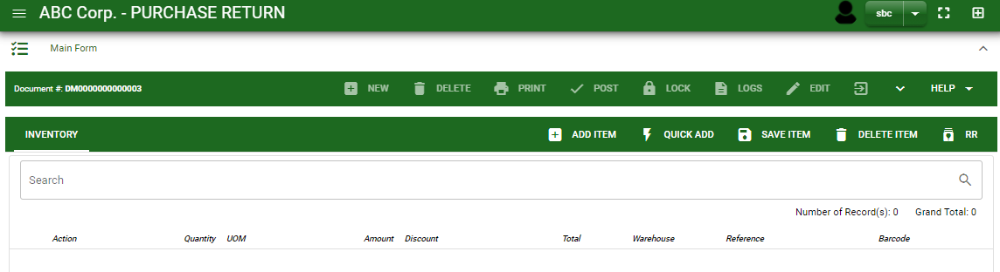 ABC Corp. - PURCHASE RETURN sbc
Main Form
Document #: DM0000000000003 NEW DELETE PRINT POST LOCK LOGS EDIT HELP
INVENTORY ADD ITEM QUICK ADD SAVE ITEM DELETE ITEM RR
Search
Number of Record(s): 0 Grand Total: 0
Action Quantity UOM Amount Discount Total Warehouse Reference Barcode